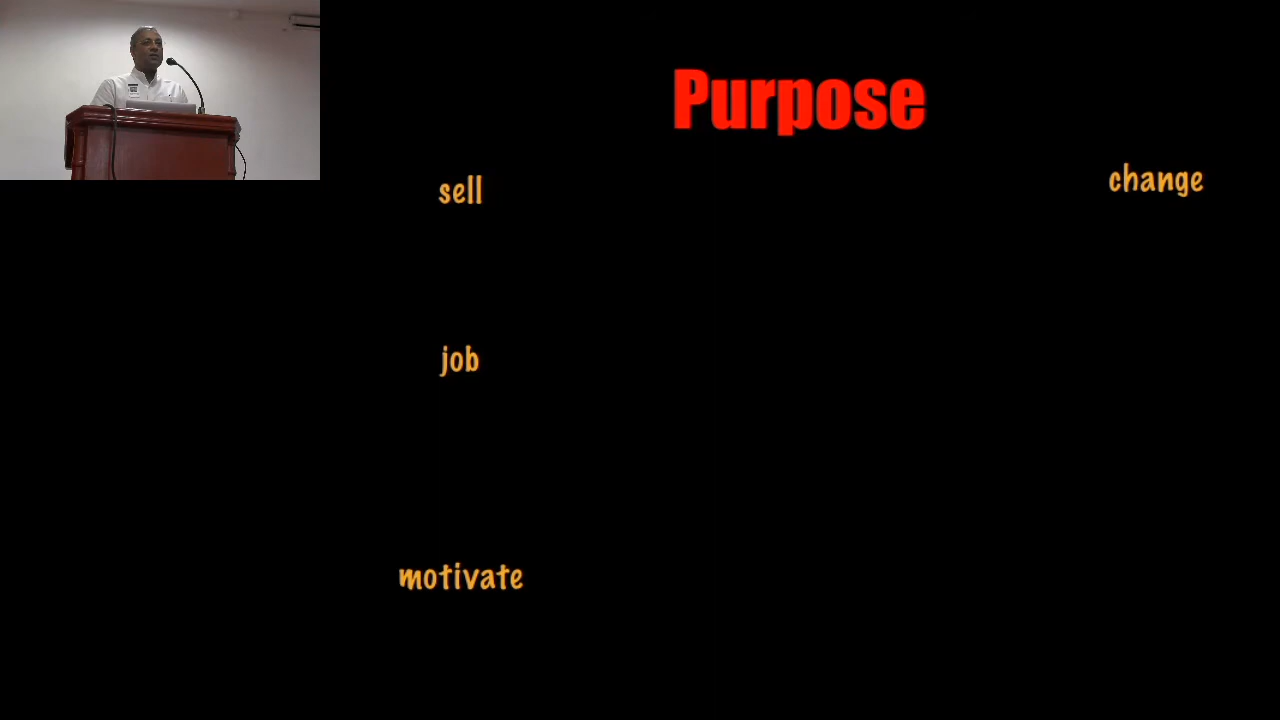 Purpose
sell
change
job
motivate